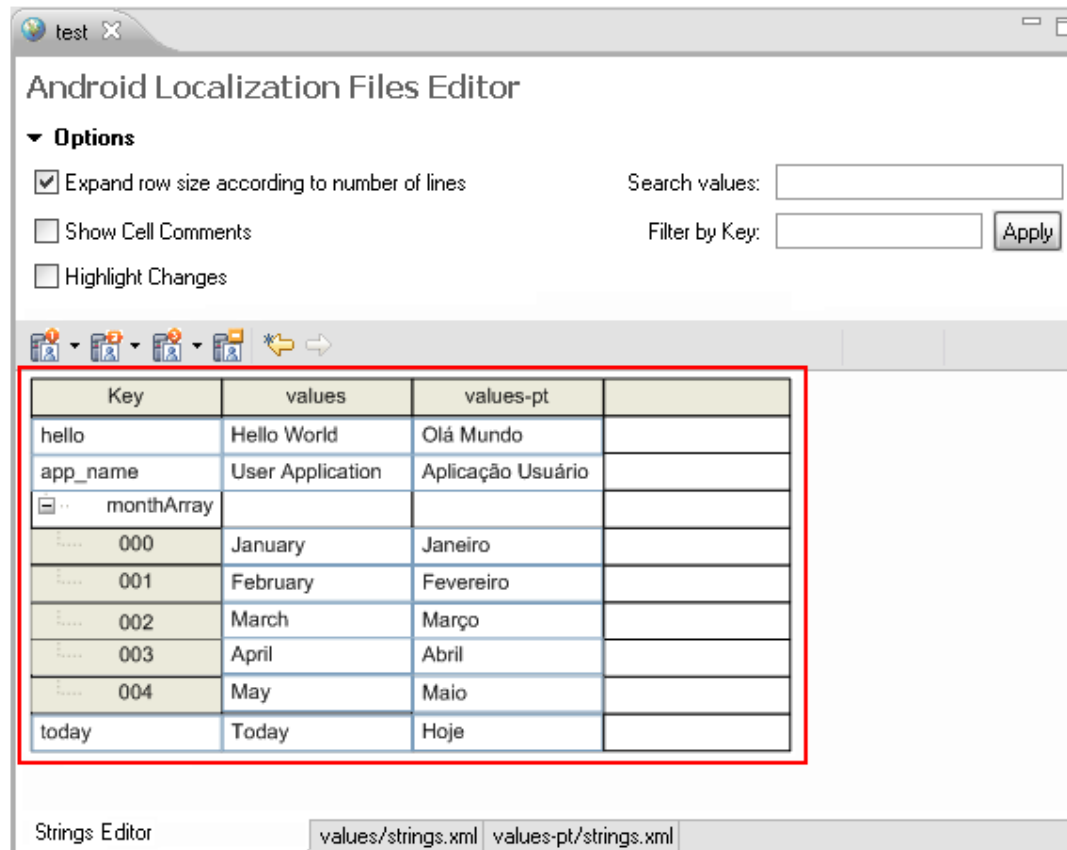 test
Android Localization Files Editor
Options
Expand row size according to number of lines Search values:
Show Cell Comments Filter by Key: Apply
Highlight Changes
Key values values-pt
hello Hello World Olá Mundo
app_name User Application Aplicação Usuário
monthArray
000 January Janeiro
001 February Fevereiro
002 March Março
003 April Abril
004 May Maio
today Today Hoje
Strings Editor values/strings.xml values-pt/strings.xml